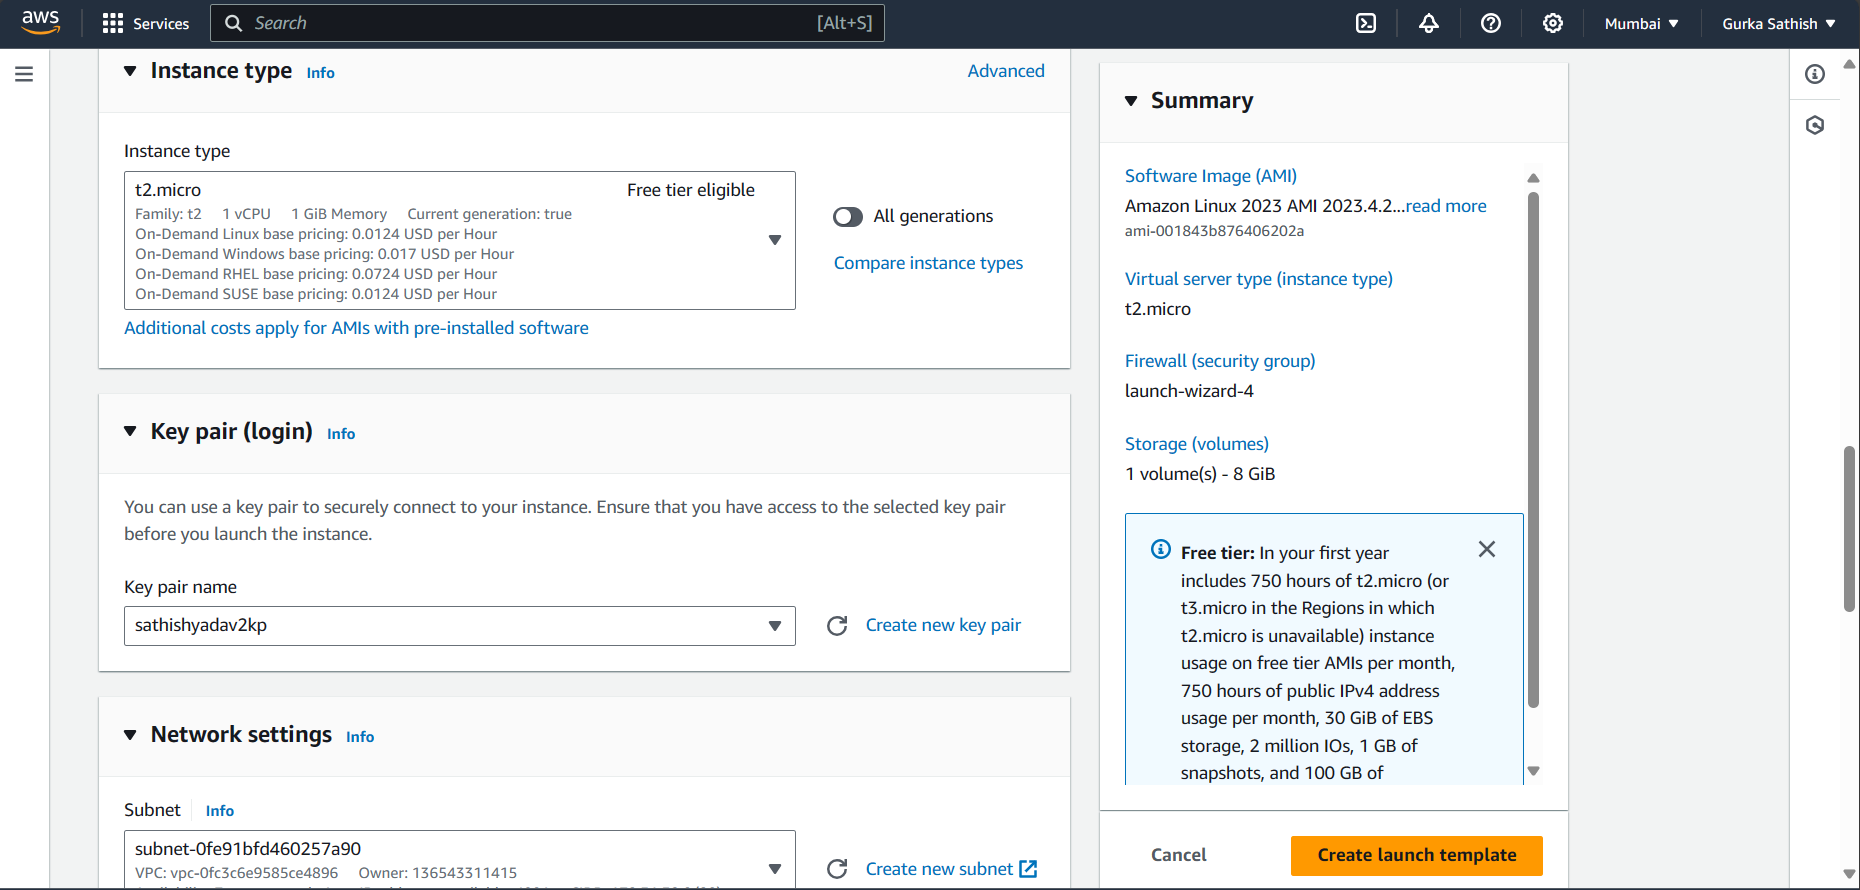 aws
Services
Search
[Alt+S]
Mumbai
Gurka Sathish
Instance type Info
Advanced
Instance type
t2.micro
Free tier eligible
Family: t2 1 vCPU 1 GiB Memory Current generation: true
On-Demand Linux base pricing: 0.0124 USD per Hour
On-Demand Windows base pricing: 0.017 USD per Hour
On-Demand RHEL base pricing: 0.0724 USD per Hour
On-Demand SUSE base pricing: 0.0124 USD per Hour
All generations
Compare instance types
Additional costs apply for AMIs with pre-installed software
Key pair (login) Info
You can use a key pair to securely connect to your instance. Ensure that you have access to the selected key pair
before you launch the instance.
Key pair name
sathishyadav2kp
Create new key pair
Network settings Info
Subnet Info
subnet-0fe91bfd460257a90
VPC: vpc-0fc3c6e9585ce4896 Owner: 136543311415
Create new subnet
Summary
Software Image (AMI)
Amazon Linux 2023 AMI 2023.4.2...read more
ami-001843b876406202a
Virtual server type (instance type)
t2.micro
Firewall (security group)
launch-wizard-4
Storage (volumes)
1 volume(s) - 8 GiB
Free tier: In your first year
includes 750 hours of t2.micro (or
t3.micro in the Regions in which
t2.micro is unavailable) instance
usage on free tier AMIs per month,
750 hours of public IPv4 address
usage per month, 30 GiB of EBS
storage, 2 million IOs, 1 GB of
snapshots, and 100 GB of
Cancel
Create launch template